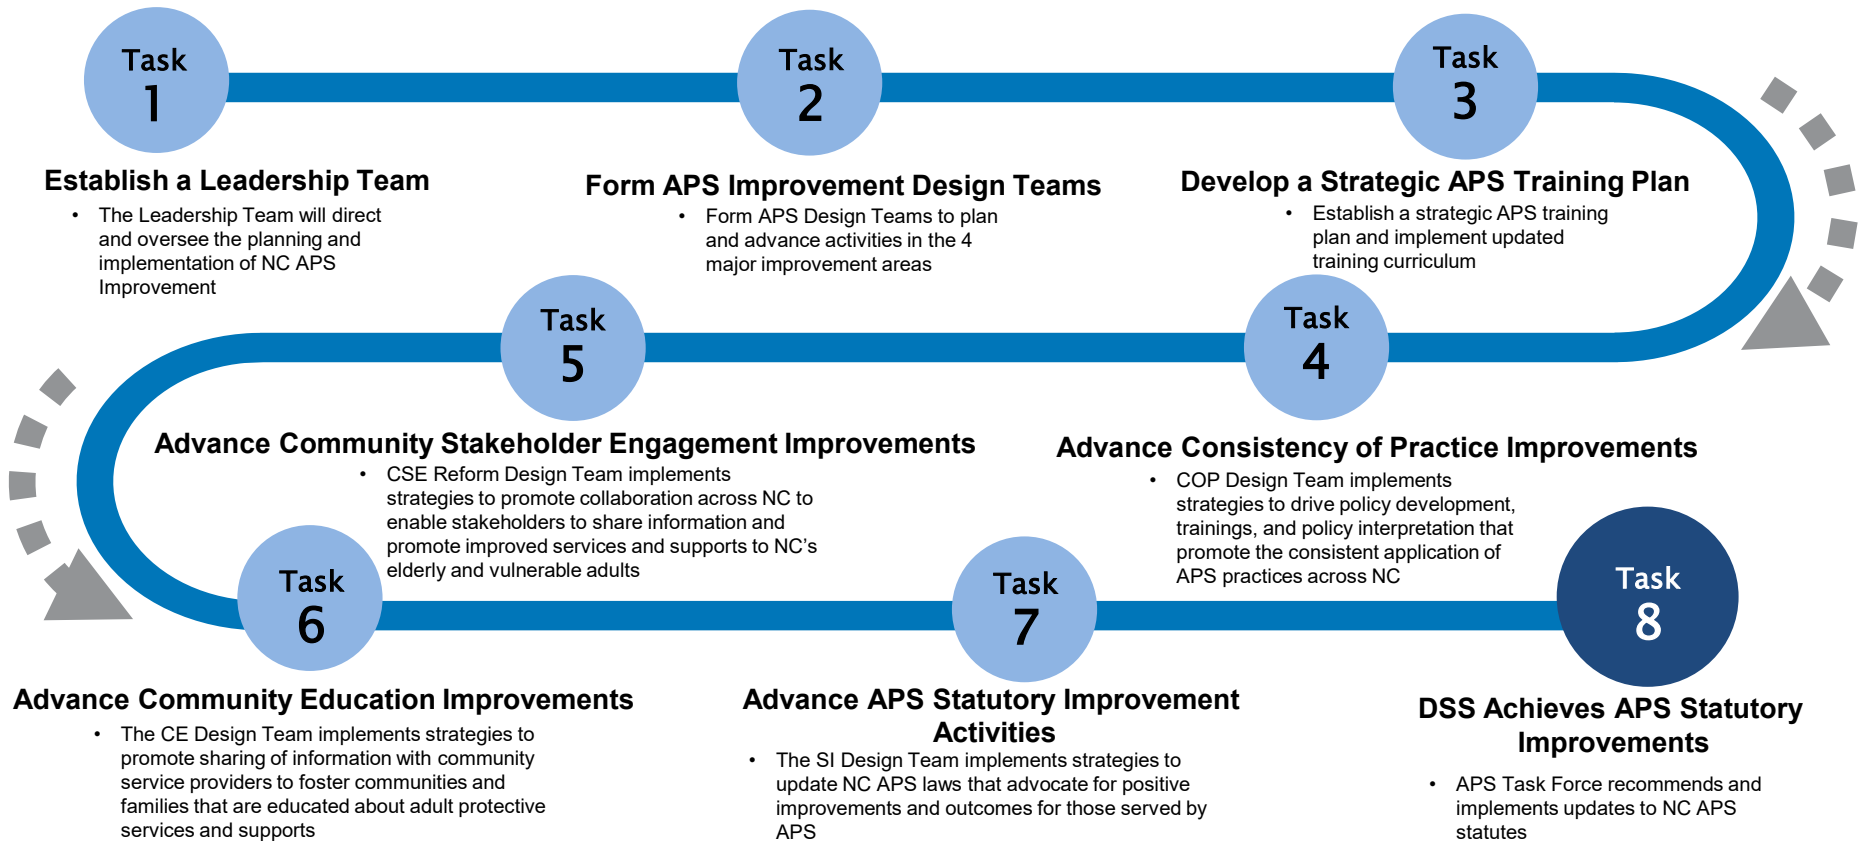 Task
1
Establish a Leadership Team
• The Leadership Team will direct
and oversee the planning and
implementation of NC APS
Improvement
Task
2
Form APS Improvement Design Teams
• Form APS Design Teams to plan
and advance activities in the 4
major improvement areas
Task
3
Develop a Strategic APS Training Plan
• Establish a strategic APS training
plan and implement updated
training curriculum
Task
4
Advance Consistency of Practice Improvements
• COP Design Team implements
strategies to drive policy development,
trainings, and policy interpretation that
promote the consistent application of
APS practices across NC
Task
5
Advance Community Stakeholder Engagement Improvements
• CSE Reform Design Team implements
strategies to promote collaboration across NC to
enable stakeholders to share information and
promote improved services and supports to NC’s
elderly and vulnerable adults
Task
6
Advance Community Education Improvements
• The CE Design Team implements strategies to
promote sharing of information with community
service providers to foster communities and
families that are educated about adult protective
services and supports
Task
7
Advance APS Statutory Improvement
Activities
• The SI Design Team implements strategies to
update NC APS laws that advocate for positive
improvements and outcomes for those served by
APS
Task
8
DSS Achieves APS Statutory
Improvements
• APS Task Force recommends and
implements updates to NC APS
statutes